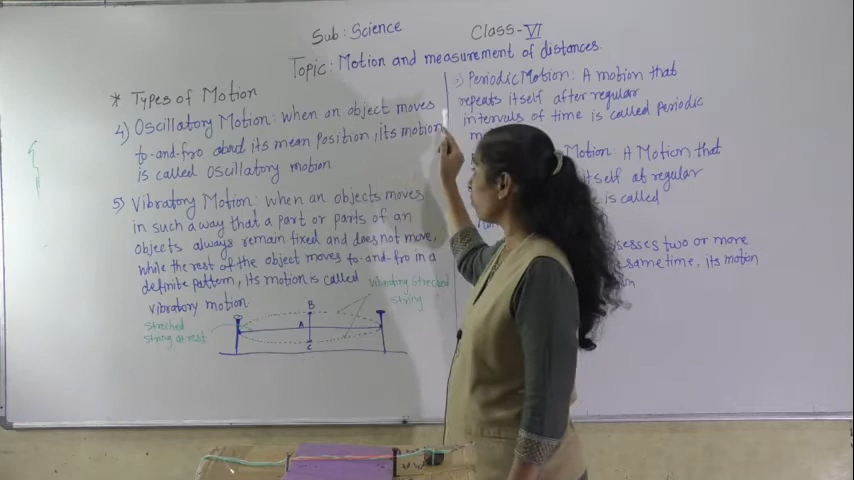 Sub: Science
Class-VI
Topic: Motion and measurement of distances.
* Types of Motion
4) Oscillatory Motion: when an object moves
to-and-fro about its mean position, its motion
is called oscillatory motion
5) Vibratory Motion: when an objects moves
in such a way that a part or parts of an
objects always remain fixed and does not move,
while the rest of the object moves to-and-fro in a
definite pattern, its motion is called
vibratory motion
vibrating streched
string
streched
string at rest
B
A
C
Periodic Motion: A motion that
repeats itself after regular
intervals of time is called periodic
Motion: A Motion that
itself at regular
is called
two or more
same time, its motion